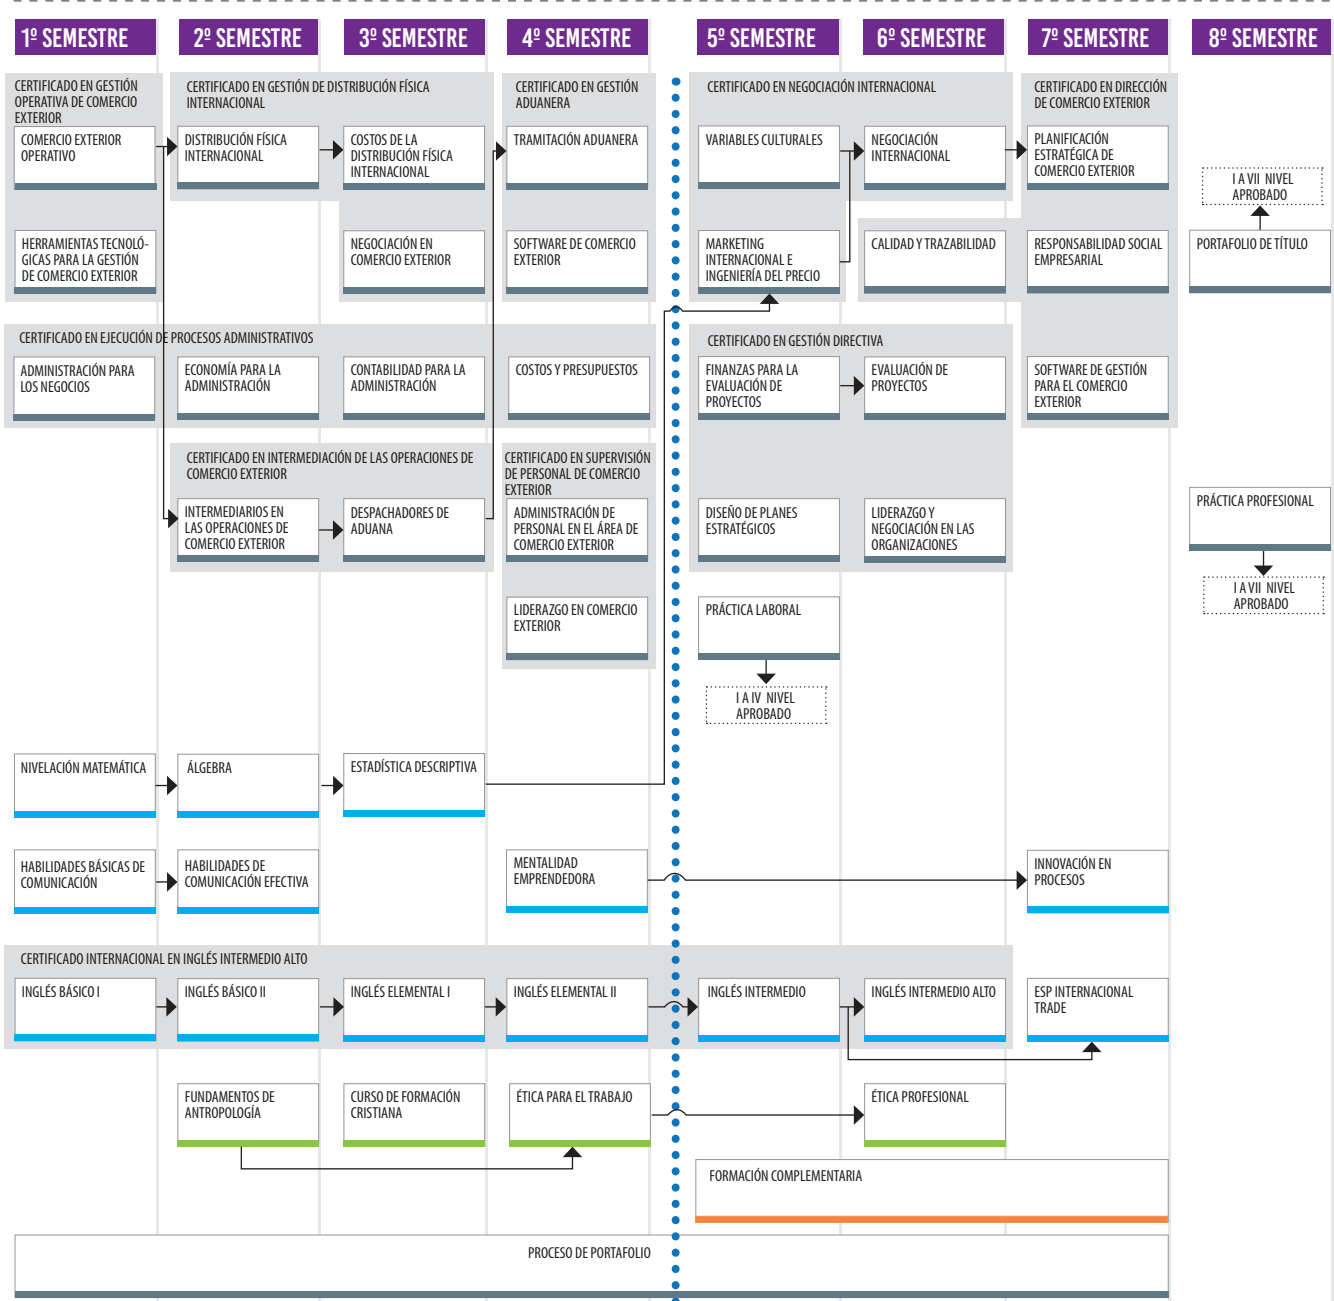 1º SEMESTRE
2º SEMESTRE
3º SEMESTRE
4º SEMESTRE
5º SEMESTRE
6º SEMESTRE
7º SEMESTRE
8º SEMESTRE
CERTIFICADO EN GESTIÓN
OPERATIVA DE COMERCIO
EXTERIOR
CERTIFICADO EN GESTIÓN DE DISTRIBUCIÓN FÍSICA
INTERNACIONAL
CERTIFICADO EN GESTIÓN
ADUANERA
CERTIFICADO EN NEGOCIACIÓN INTERNACIONAL
CERTIFICADO EN DIRECCIÓN
DE COMERCIO EXTERIOR
COMERCIO EXTERIOR
OPERATIVO
DISTRIBUCIÓN FÍSICA
INTERNACIONAL
COSTOS DE LA
DISTRIBUCIÓN FÍSICA
INTERNACIONAL
TRAMITACIÓN ADUANERA
VARIABLES CULTURALES
NEGOCIACIÓN
INTERNACIONAL
PLANIFICACIÓN
ESTRATÉGICA DE
COMERCIO EXTERIOR
I A VII NIVEL
APROBADO
HERRAMIENTAS TECNOLÓ-
GICAS PARA LA GESTIÓN
DE COMERCIO EXTERIOR
NEGOCIACIÓN EN
COMERCIO EXTERIOR
SOFTWARE DE COMERCIO
EXTERIOR
MARKETING
INTERNACIONAL E
INGENIERÍA DEL PRECIO
CALIDAD Y TRAZABILIDAD
RESPONSABILIDAD SOCIAL
EMPRESARIAL
PORTAFOLIO DE TÍTULO
CERTIFICADO EN EJECUCIÓN DE PROCESOS ADMINISTRATIVOS
CERTIFICADO EN GESTIÓN DIRECTIVA
ADMINISTRACIÓN PARA
LOS NEGOCIOS
ECONOMÍA PARA LA
ADMINISTRACIÓN
CONTABILIDAD PARA LA
ADMINISTRACIÓN
COSTOS Y PRESUPUESTOS
FINANZAS PARA LA
EVALUACIÓN DE
PROYECTOS
EVALUACIÓN DE
PROYECTOS
SOFTWARE DE GESTIÓN
PARA EL COMERCIO
EXTERIOR
CERTIFICADO EN INTERMEDIACIÓN DE LAS OPERACIONES DE
COMERCIO EXTERIOR
CERTIFICADO EN SUPERVISIÓN
DE PERSONAL DE COMERCIO
EXTERIOR
INTERMEDIARIOS EN
LAS OPERACIONES DE
COMERCIO EXTERIOR
DESPACHADORES DE
ADUANA
ADMINISTRACIÓN DE
PERSONAL EN EL ÁREA DE
COMERCIO EXTERIOR
DISEÑO DE PLANES
ESTRATÉGICOS
LIDERAZGO Y
NEGOCIACIÓN EN LAS
ORGANIZACIONES
PRÁCTICA PROFESIONAL
I A VII NIVEL
APROBADO
LIDERAZGO EN COMERCIO
EXTERIOR
PRÁCTICA LABORAL
I A IV NIVEL
APROBADO
NIVELACIÓN MATEMÁTICA
ÁLGEBRA
ESTADÍSTICA DESCRIPTIVA
HABILIDADES BÁSICAS DE
COMUNICACIÓN
HABILIDADES DE
COMUNICACIÓN EFECTIVA
MENTALIDAD
EMPRENDEDORA
INNOVACIÓN EN
PROCESOS
CERTIFICADO INTERNACIONAL EN INGLÉS INTERMEDIO ALTO
INGLÉS BÁSICO I
INGLÉS BÁSICO II
INGLÉS ELEMENTAL I
INGLÉS ELEMENTAL II
INGLÉS INTERMEDIO
INGLÉS INTERMEDIO ALTO
ESP INTERNACIONAL
TRADE
FUNDAMENTOS DE
ANTROPOLOGÍA
CURSO DE FORMACIÓN
CRISTIANA
ÉTICA PARA EL TRABAJO
ÉTICA PROFESIONAL
FORMACIÓN COMPLEMENTARIA
PROCESO DE PORTAFOLIO